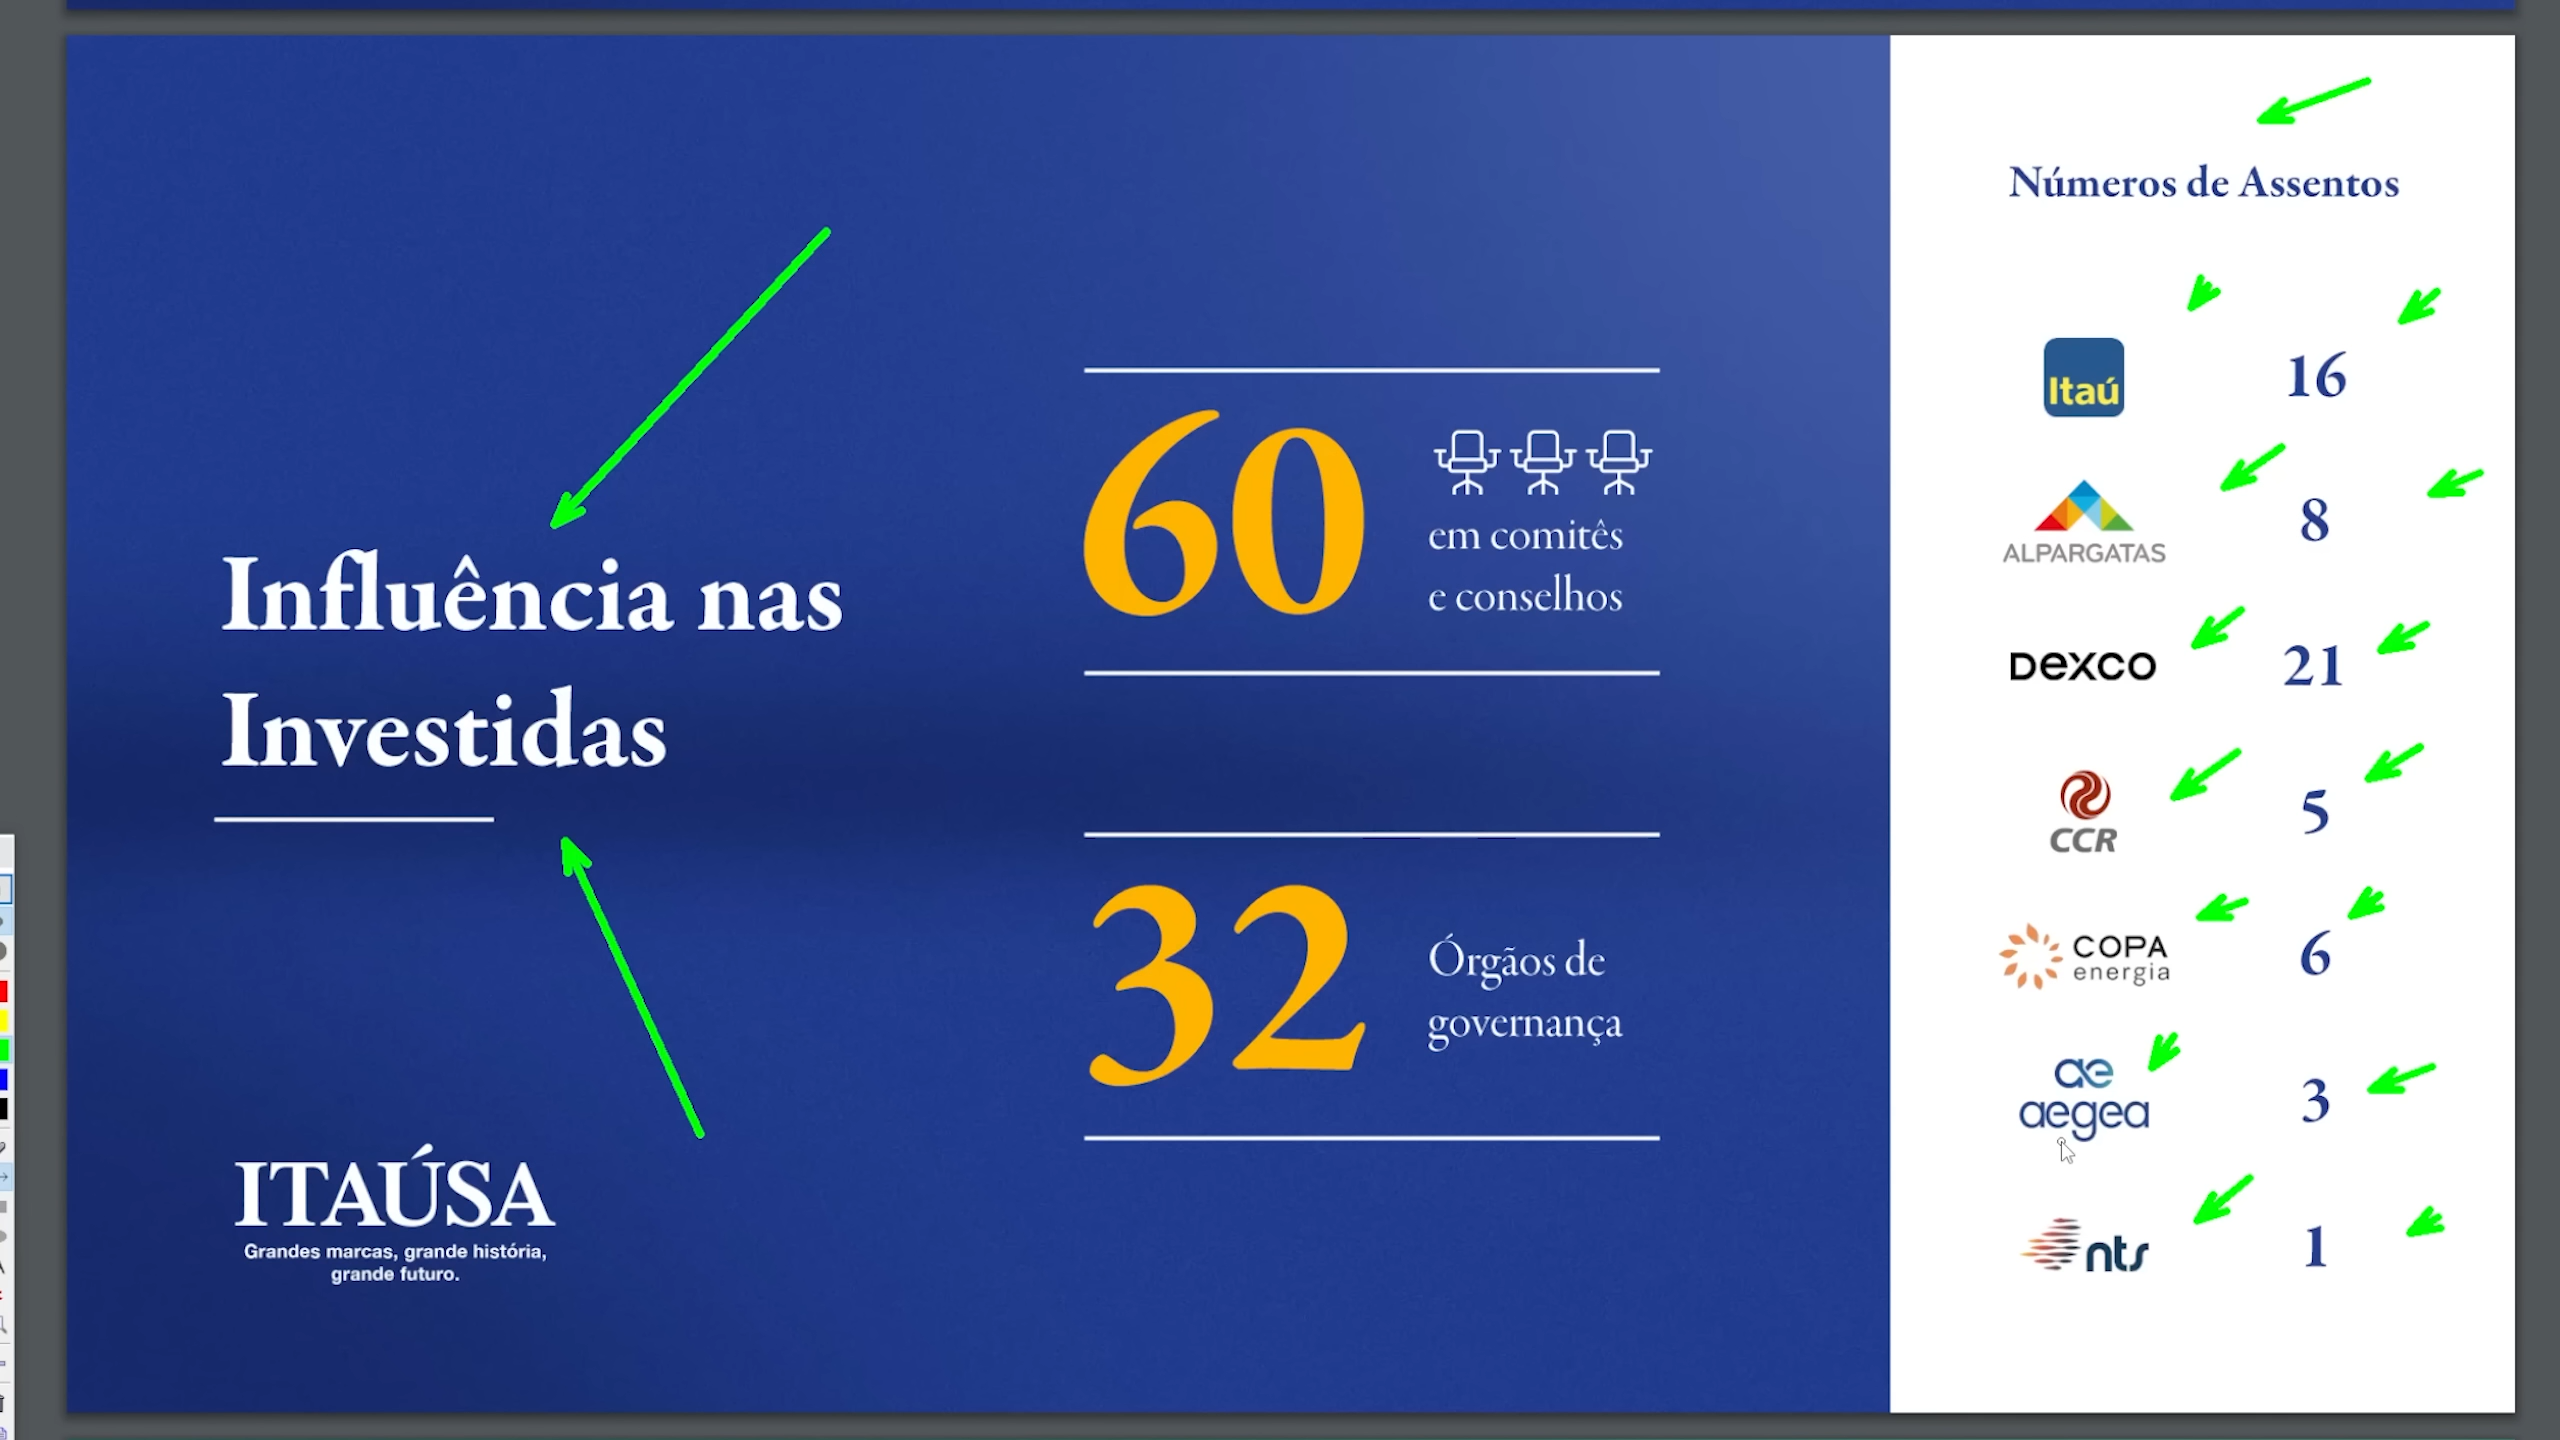 Influência nas
Investidas
ITAÚSA
Grandes marcas, grande história,
grande futuro.
60
em comitês
e conselhos
32
Órgãos de
governança
Números de Assentos
Itaú 16
ALPARGATAS 8
Dexco 21
CCR 5
COPA
energia 6
ae
aegea 3
nts 1